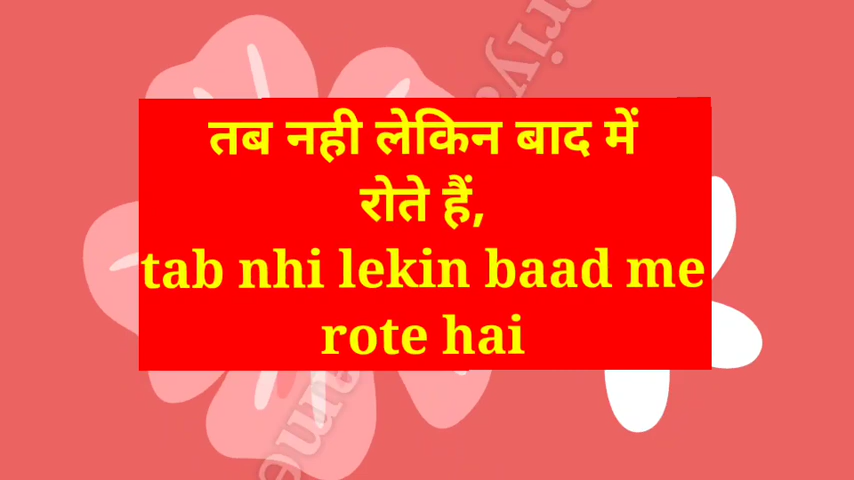 तब नही लेकिन बाद में
रोते हैं,
tab nhi lekin baad me
rote hai